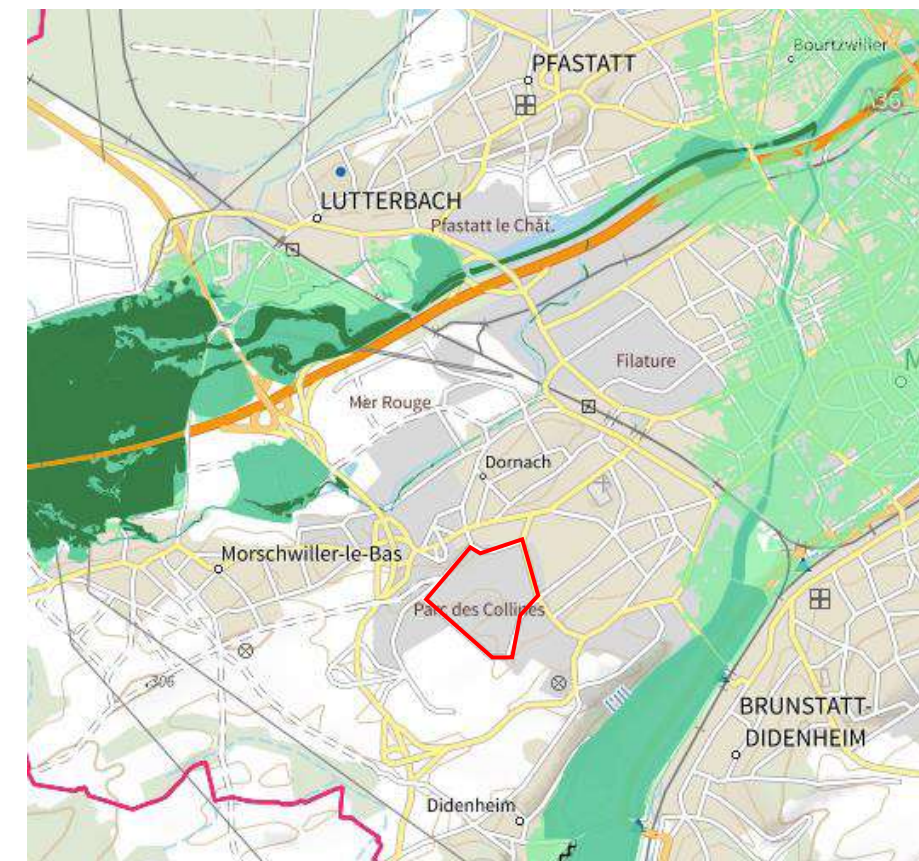 Bourtzwiller
PFASTATT
A36
LUTTERBACH
Pfastatt le Chât.
Filature
M
Mer Rouge
Dornach
Morschwiller-le-Bas
Parc des Collines
306
BRUNSTATT-
DIDENHEIM
Didenheim